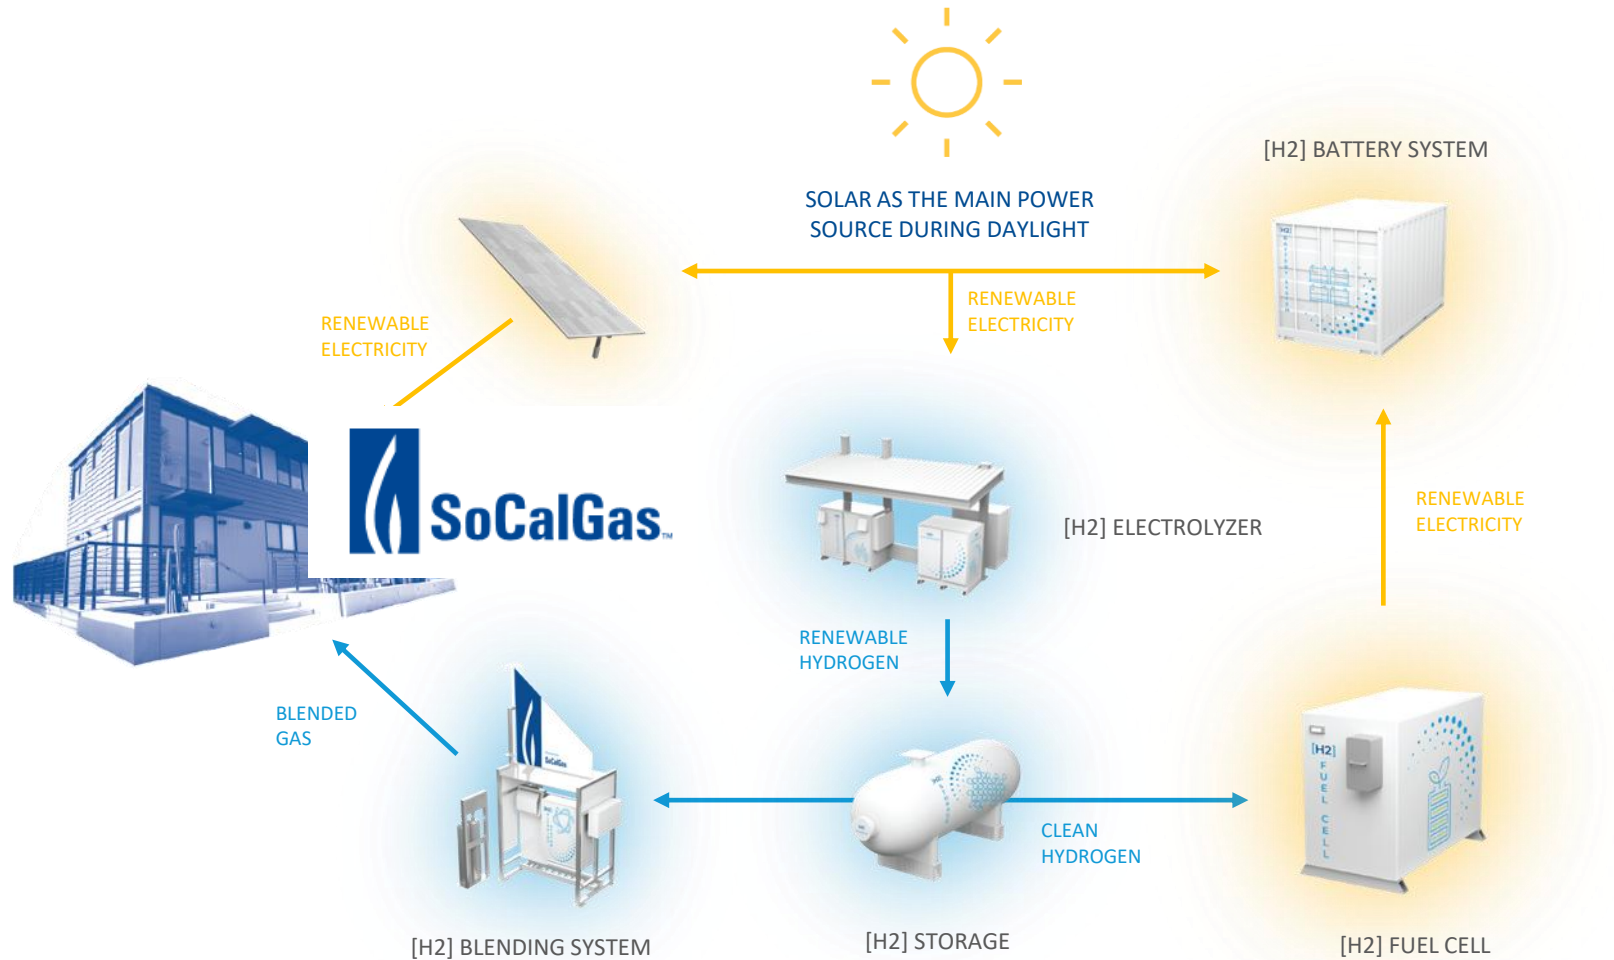 [H2] BATTERY SYSTEM
SOLAR AS THE MAIN POWER
SOURCE DURING DAYLIGHT
RENEWABLE
ELECTRICITY
RENEWABLE
ELECTRICITY
SoCalGas™
[H2] ELECTROLYZER
RENEWABLE
ELECTRICITY
RENEWABLE
HYDROGEN
BLENDED
GAS
SoCalGas
[H2]
FUEL CELL
CLEAN
HYDROGEN
[H2] BLENDING SYSTEM
[H2] STORAGE
[H2] FUEL CELL